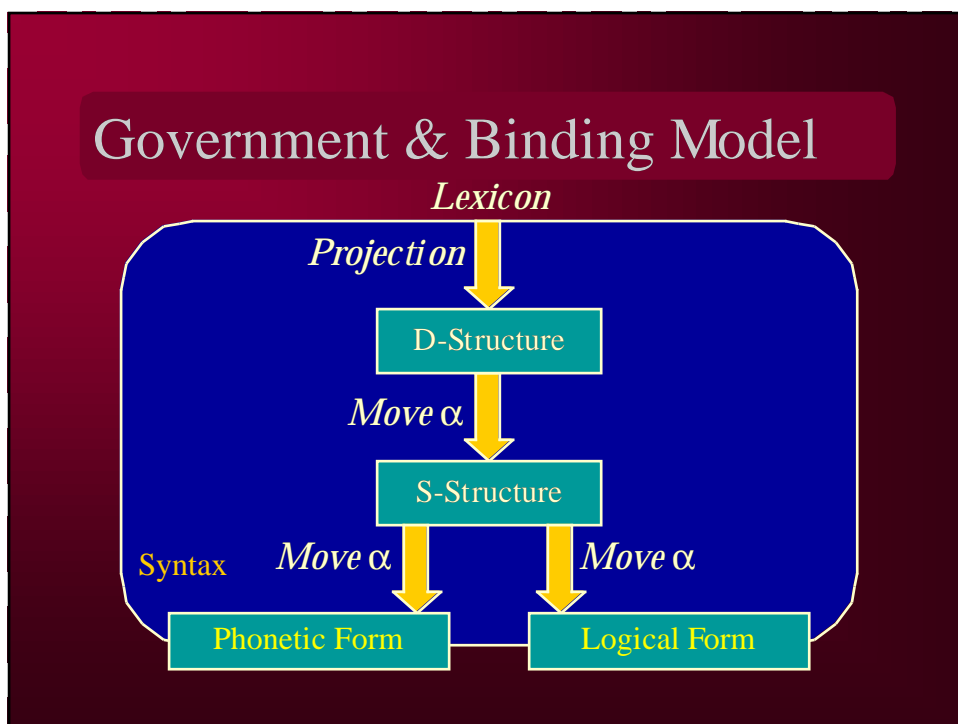 Government & Binding Model
Lexicon
Projection
D-Structure
Move α
S-Structure
Move α
Move α
Syntax
Phonetic Form
Logical Form